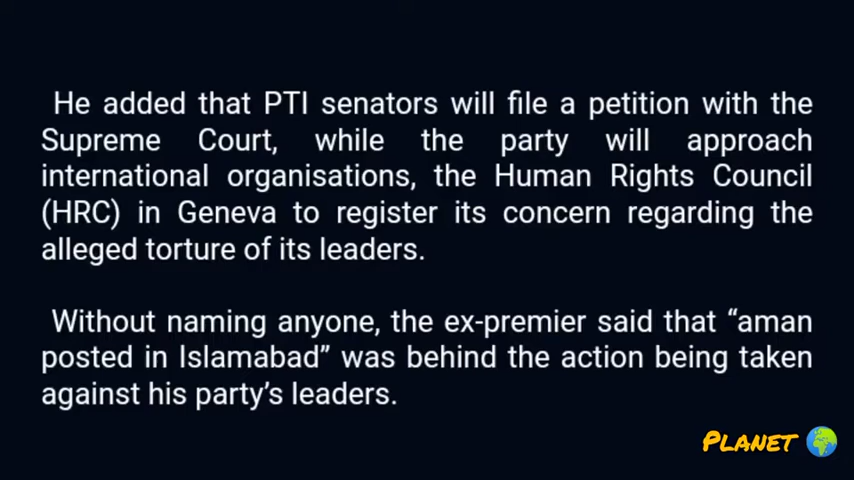 He added that PTI senators will file a petition with the
Supreme Court, while the party will approach
international organisations, the Human Rights Council
(HRC) in Geneva to register its concern regarding the
alleged torture of its leaders.
Without naming anyone, the ex-premier said that “aman
posted in Islamabad” was behind the action being taken
against his party’s leaders.
PLANET